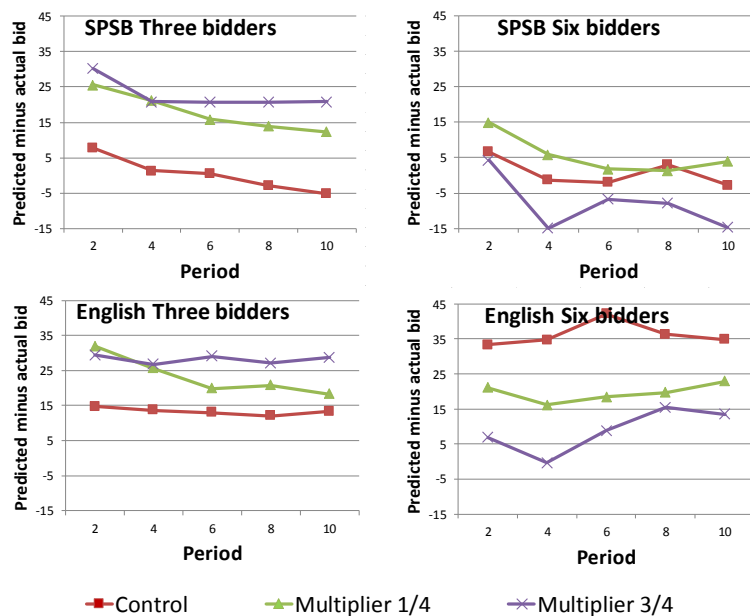 SPSB Three bidders
Predicted minus actual bid
45
35
25
15
5
-5
-15
2 4 6 8 10
Period
SPSB Six bidders
Predicted minus actual bid
45
35
25
15
5
-5
-15
2 4 6 8 10
Period
English Three bidders
Predicted minus actual bid
45
35
25
15
5
-5
-15
2 4 6 8 10
Period
English Six bidders
Predicted minus actual bid
45
35
25
15
5
-5
-15
2 4 6 8 10
Period
Control Multiplier 1/4 Multiplier 3/4